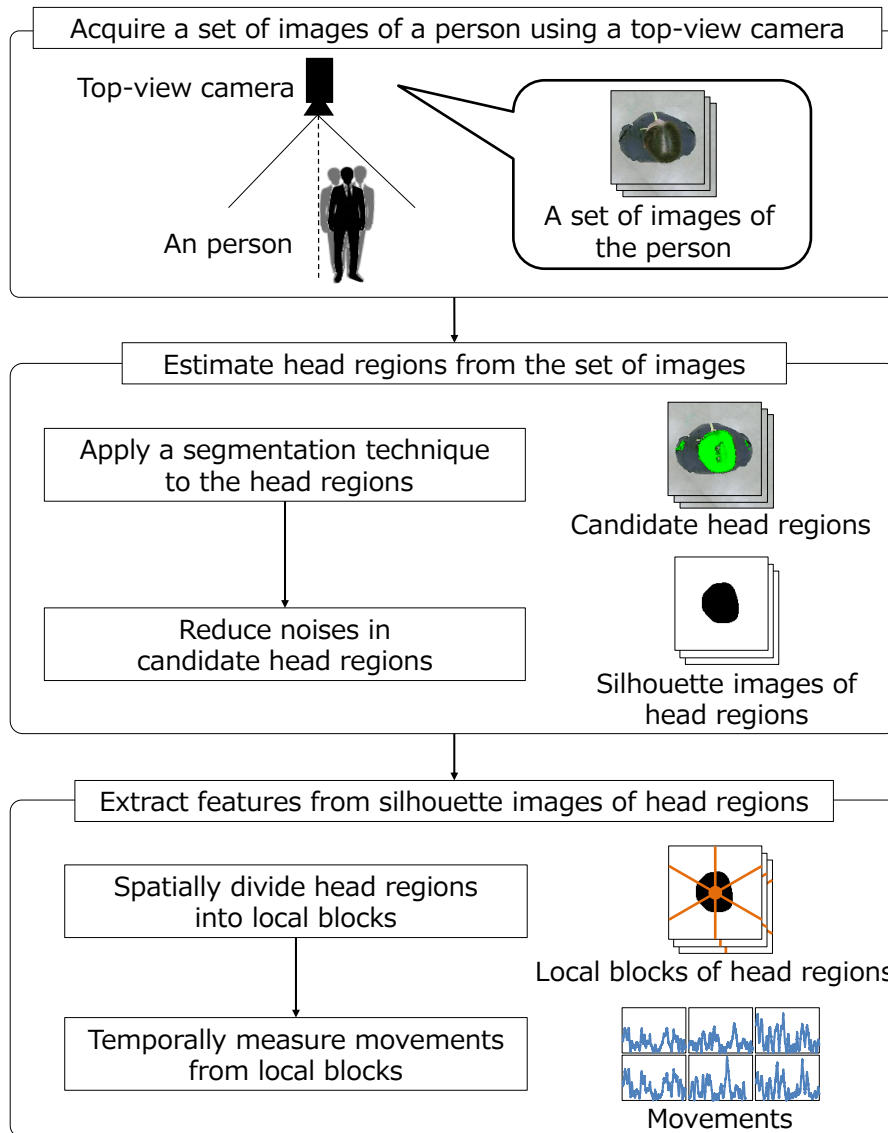 Acquire a set of images of a person using a top-view camera
Top-view camera
An person
A set of images of
the person
Estimate head regions from the set of images
Apply a segmentation technique
to the head regions
Candidate head regions
Reduce noises in
candidate head regions
Silhouette images of
head regions
Extract features from silhouette images of head regions
Spatially divide head regions
into local blocks
Local blocks of head regions
Temporally measure movements
from local blocks
Movements